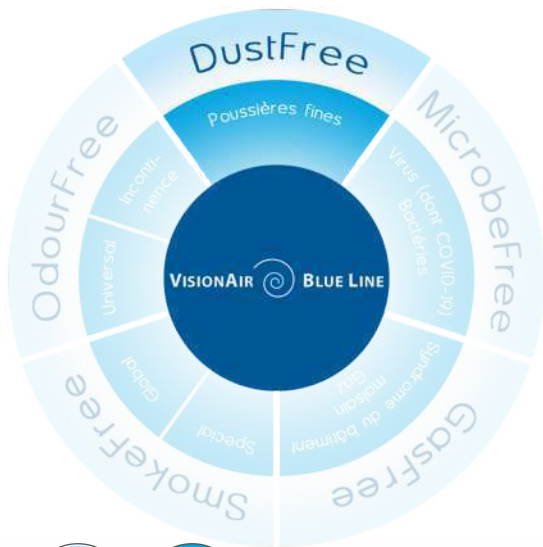 DustFree
Poussières fines
MicrobeFree
Virus (dont COVID-19)
Bactéries
GasFree
Syndrome du bâtiment
malsain
Gaz
SmokeFree
Spécial
Global
OdourFree
Universal
Inconti-
nence
VISIONAIR BLUE LINE